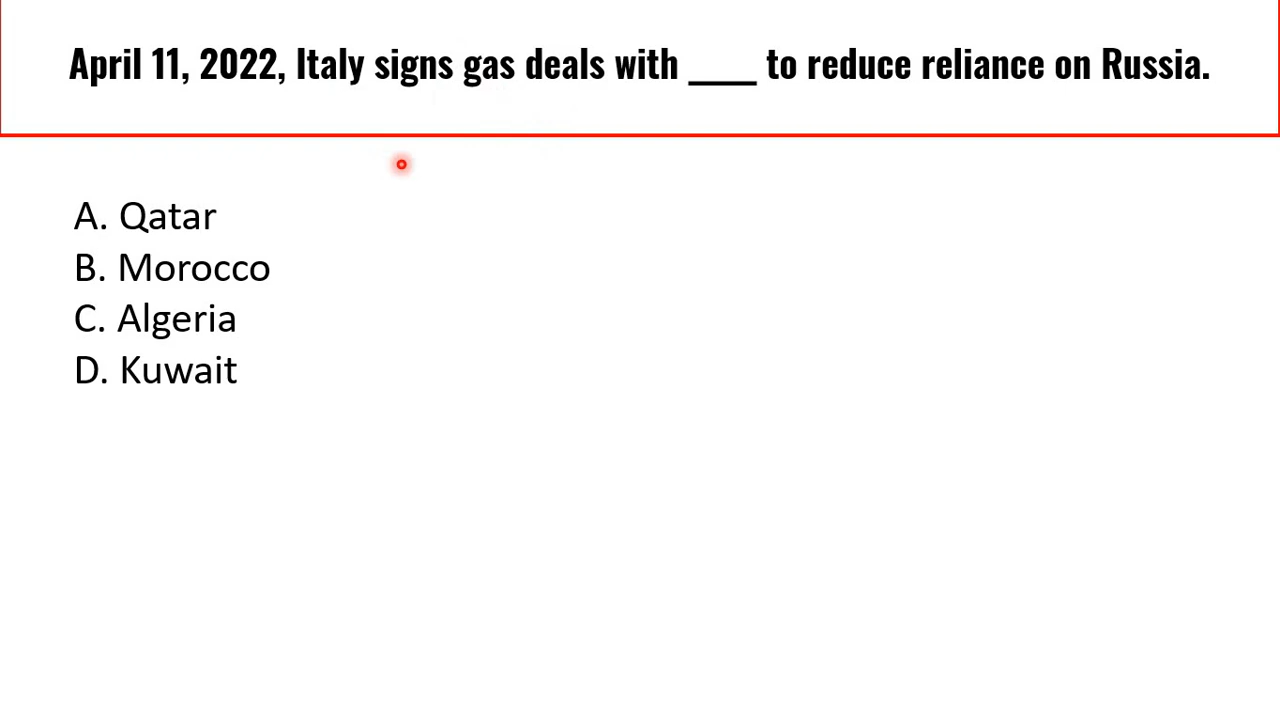 April 11, 2022, Italy signs gas deals with ____ to reduce reliance on Russia.
A. Qatar
B. Morocco
C. Algeria
D. Kuwait